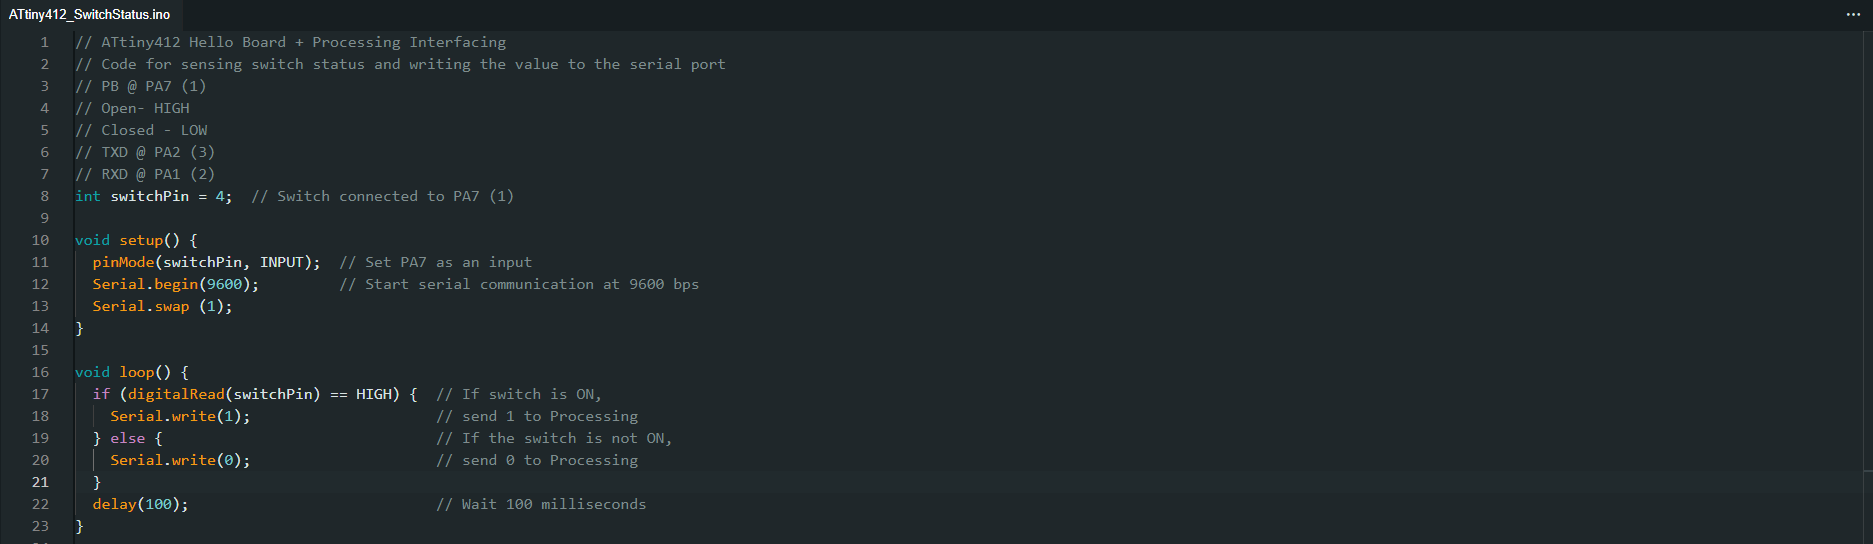 ATtiny412_SwitchStatus.ino
1 // ATtiny412 Hello Board + Processing Interfacing
2 // Code for sensing switch status and writing the value to the serial port
3 // PB @ PA7 (1)
4 // Open- HIGH
5 // Closed - LOW
6 // TXD @ PA2 (3)
7 // RXD @ PA1 (2)
8 int switchPin = 4;  // Switch connected to PA7 (1)
9
10 void setup() {
11   pinMode(switchPin, INPUT);  // Set PA7 as an input
12   Serial.begin(9600);         // Start serial communication at 9600 bps
13   Serial.swap (1);
14 }
15
16 void loop() {
17   if (digitalRead(switchPin) == HIGH) {  // If switch is ON,
18     Serial.write(1);                     // send 1 to Processing
19   } else {                               // If the switch is not ON,
20     Serial.write(0);                     // send 0 to Processing
21   }
22   delay(100);                            // Wait 100 milliseconds
23 }